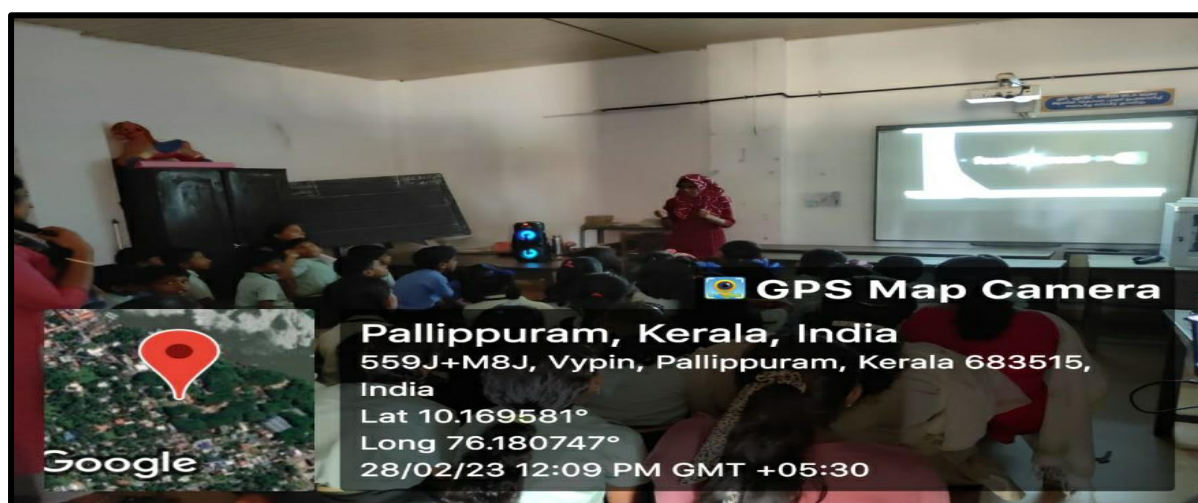 GPS Map Camera
Pallippuram, Kerala, India
559J+M8J, Vypin, Pallippuram, Kerala 683515,
India
Lat 10.169581°
Long 76.180747°
28/02/23 12:09 PM GMT +05:30
Google